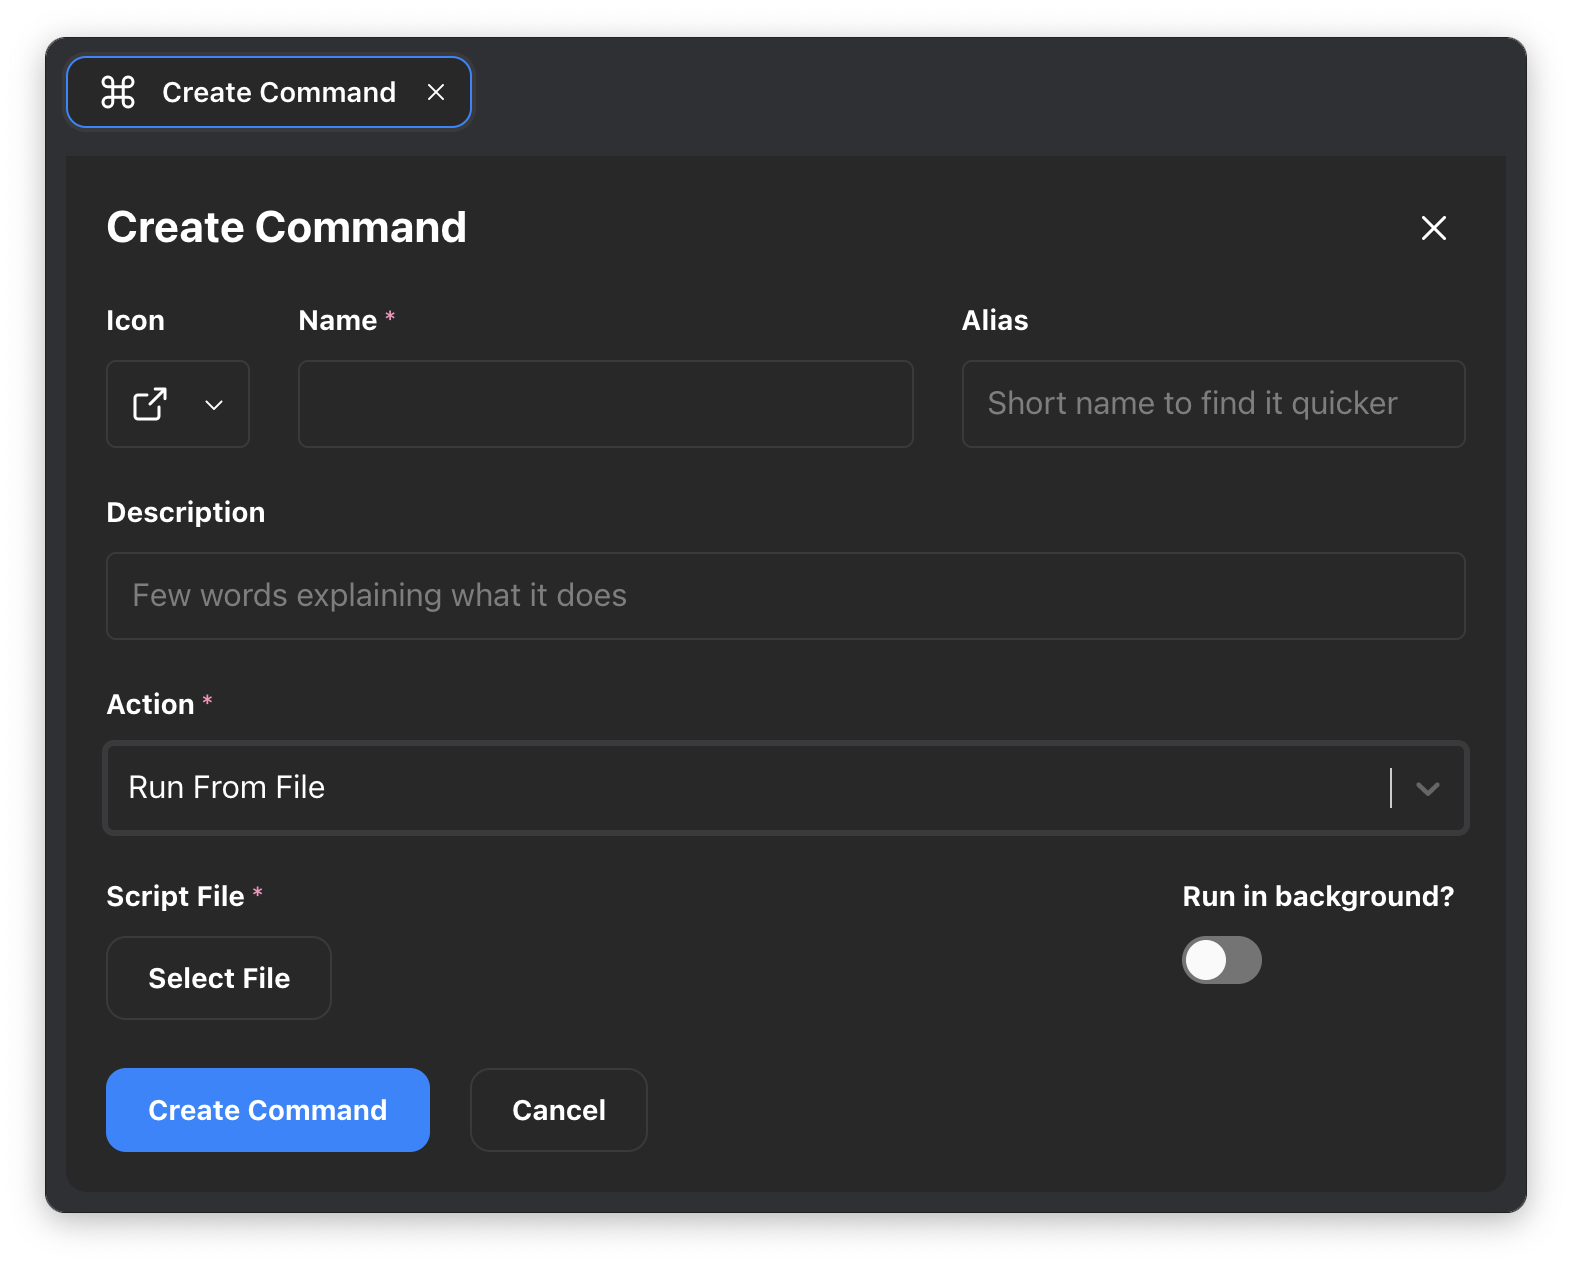 Create Command
Create Command
Icon
Name *
Alias
Short name to find it quicker
Description
Few words explaining what it does
Action *
Run From File
Script File *
Run in background?
Select File
Create Command
Cancel